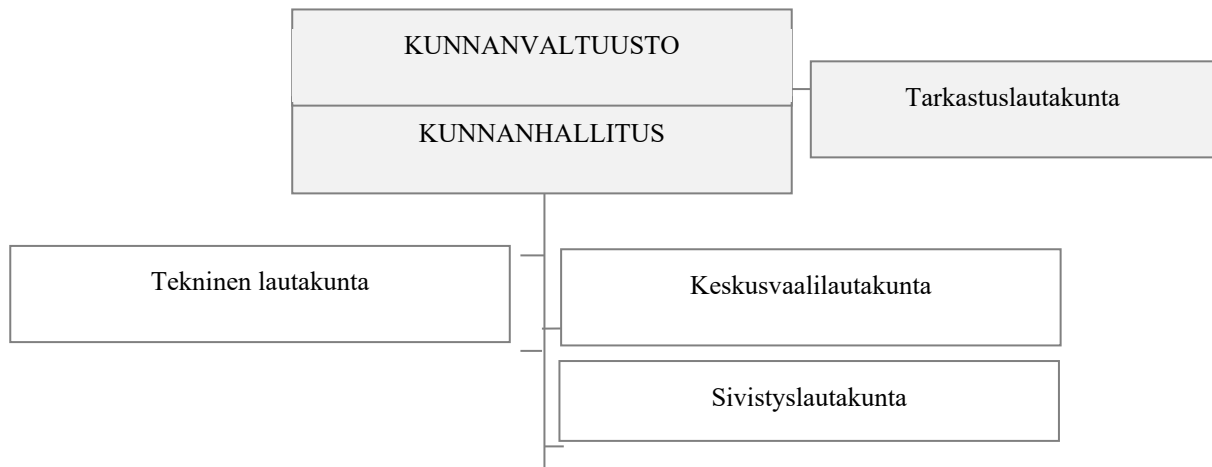 KUNNANVALTUUSTO
Tarkastuslautakunta
KUNNANHALLITUS
Tekninen lautakunta
Keskusvaalilautakunta
Sivistyslautakunta